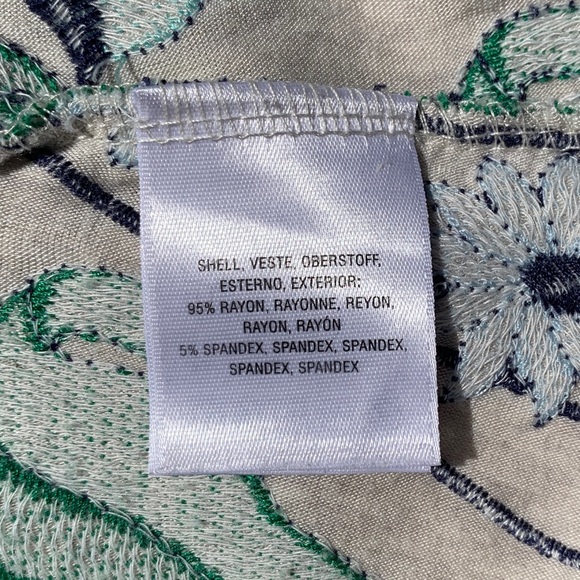 SHELL, VESTE, OBERSTOFF,
ESTERNO, EXTERIOR:
95% RAYON, RAYONNE, REYON,
RAYON, RAYÓN
5% SPANDEX, SPANDEX, SPANDEX,
SPANDEX, SPANDEX